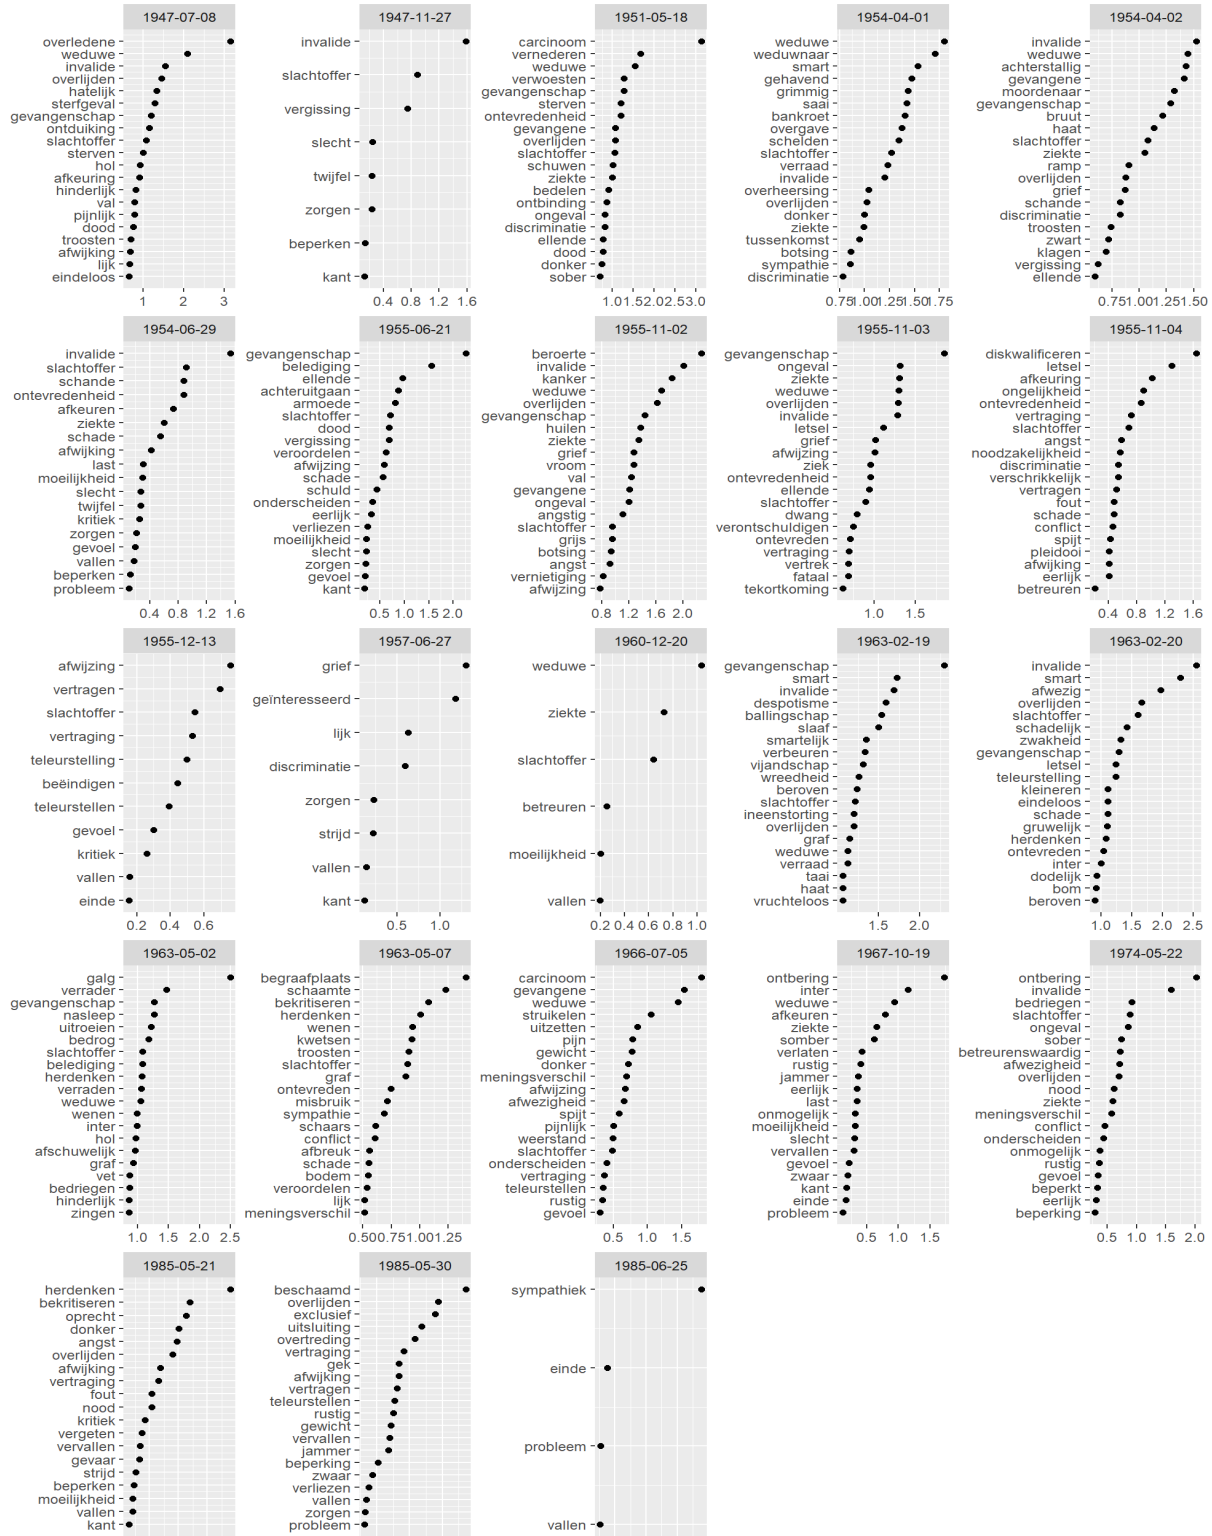 1947-07-08
overledene
weduwe
invalide
overlijden
hatelijk
sterfgeval
gevangenschap
ontduiking
slachtoffer
sterven
hol
afkeuring
hinderlijk
val
pijnlijk
dood
troosten
afwijking
lijk
eindeloos
1 2 3
1947-11-27
invalide
slachtoffer
vergissing
slecht
twijfel
zorgen
beperken
kant
0.4 0.8 1.2 1.6
1951-05-18
carcinoom
vernederen
weduwe
verwoesten
gevangenschap
sterven
ontevredenheid
gevangene
overlijden
slachtoffer
schuwen
ziekte
bedelen
ontbinding
ongeval
discriminatie
ellende
dood
donker
sober
1.01.52.02.53.0
1954-04-01
weduwe
weduwnaar
smart
gehavend
grimmig
saai
bankroet
overgave
schelden
slachtoffer
verraad
invalide
overheersing
overlijden
donker
ziekte
tussenkomst
botsing
sympathie
discriminatie
0.751.001.251.501.75
1954-04-02
invalide
weduwe
achterstallig
gevangene
moordenaar
gevangenschap
bruut
haat
slachtoffer
ziekte
ramp
overlijden
grief
schande
discriminatie
troosten
zwart
klagen
vergissing
ellende
0.751.001.251.50
1954-06-29
invalide
slachtoffer
schande
ontevredenheid
afkeuren
ziekte
schade
afwijking
last
moeilijkheid
slecht
twijfel
kritiek
zorgen
gevoel
vallen
beperken
probleem
0.4 0.8 1.2 1.6
1955-06-21
gevangenschap
belediging
ellende
achteruitgaan
armoede
slachtoffer
dood
vergissing
veroordelen
afwijzing
schade
schuld
onderscheiden
eerlijk
verliezen
moeilijkheid
slecht
zorgen
gevoel
kant
0.5 1.0 1.5 2.0
1955-11-02
beroerte
invalide
kanker
weduwe
overlijden
gevangenschap
huilen
ziekte
grief
vroom
val
gevangene
ongeval
angstig
slachtoffer
grijs
botsing
angst
vernietiging
afwijzing
0.8 1.2 1.6 2.0
1955-11-03
gevangenschap
ongeval
ziekte
weduwe
overlijden
invalide
letsel
grief
afwijzing
ziek
ontevredenheid
ellende
slachtoffer
dwang
verontschuldigen
ontevreden
vertraging
vertrek
fataal
tekortkoming
1.0 1.5
1955-11-04
diskwalificeren
letsel
afkeuring
ongelijkheid
ontevredenheid
vertraging
slachtoffer
angst
noodzakelijkheid
discriminatie
verschrikkelijk
vertragen
fout
schade
conflict
spijt
pleidooi
afwijking
eerlijk
betreuren
0.4 0.8 1.2 1.6
1955-12-13
afwijzing
vertragen
slachtoffer
vertraging
teleurstelling
beëindigen
teleurstellen
gevoel
kritiek
vallen
einde
0.2 0.4 0.6
1957-06-27
grief
geïnteresseerd
lijk
discriminatie
zorgen
strijd
vallen
kant
0.5 1.0
1960-12-20
weduwe
ziekte
slachtoffer
betreuren
moeilijkheid
vallen
0.2 0.4 0.6 0.8 1.0
1963-02-19
gevangenschap
smart
invalide
despotisme
ballingschap
slaaf
smartelijk
verbeuren
vijandschap
wreedheid
beroven
slachtoffer
ineenstorting
overlijden
graf
weduwe
verraad
taai
haat
vruchteloos
1.5 2.0
1963-02-20
invalide
smart
afwezig
overlijden
slachtoffer
schadelijk
zwakheid
gevangenschap
letsel
teleurstelling
kleineren
eindeloos
schade
gruwelijk
herdenken
ontevreden
inter
dodelijk
bom
beroven
1.0 1.5 2.0 2.5
1963-05-02
galg
verrader
gevangenschap
nasleep
uitroeien
bedrog
slachtoffer
belediging
herdenken
verraden
weduwe
wenen
inter
hol
afschuwelijk
graf
vet
bedriegen
hinderlijk
zingen
1.0 1.5 2.0 2.5
1963-05-07
begraafplaats
schaamte
bekritiseren
herdenken
wenen
kwetsen
troosten
slachtoffer
graf
ontevreden
misbruik
sympathie
schaars
conflict
afbreuk
schade
bodem
veroordelen
lijk
meningsverschil
0.500.751.001.25
1966-07-05
carcinoom
gevangene
weduwe
struikelen
uitzetten
pijn
gewicht
donker
meningsverschil
afwijzing
afwezigheid
spijt
pijnlijk
weerstand
slachtoffer
onderscheiden
vertraging
teleurstellen
rustig
gevoel
0.5 1.0 1.5
1967-10-19
ontbering
inter
weduwe
afkeuren
ziekte
somber
verlaten
rustig
jammer
eerlijk
last
onmogelijk
moeilijkheid
slecht
vervallen
gevoel
zwaar
kant
einde
probleem
0.5 1.0 1.5
1974-05-22
ontbering
invalide
bedriegen
slachtoffer
ongeval
sober
betreurenswaardig
afwezigheid
overlijden
nood
ziekte
meningsverschil
conflict
onderscheiden
onmogelijk
rustig
gevoel
beperkt
eerlijk
beperking
0.5 1.0 1.5 2.0
1985-05-21
herdenken
bekritiseren
oprecht
donker
angst
overlijden
afwijking
vertraging
fout
nood
kritiek
vergeten
vervallen
gevaar
strijd
beperken
moeilijkheid
vallen
kant
1985-05-30
beschaamd
overlijden
exclusief
uitsluiting
overtreding
vertraging
gek
afwijking
vertragen
teleurstellen
rustig
gewicht
vervallen
jammer
beperking
zwaar
verliezen
vallen
zorgen
probleem
1985-06-25
sympathiek
einde
probleem
vallen